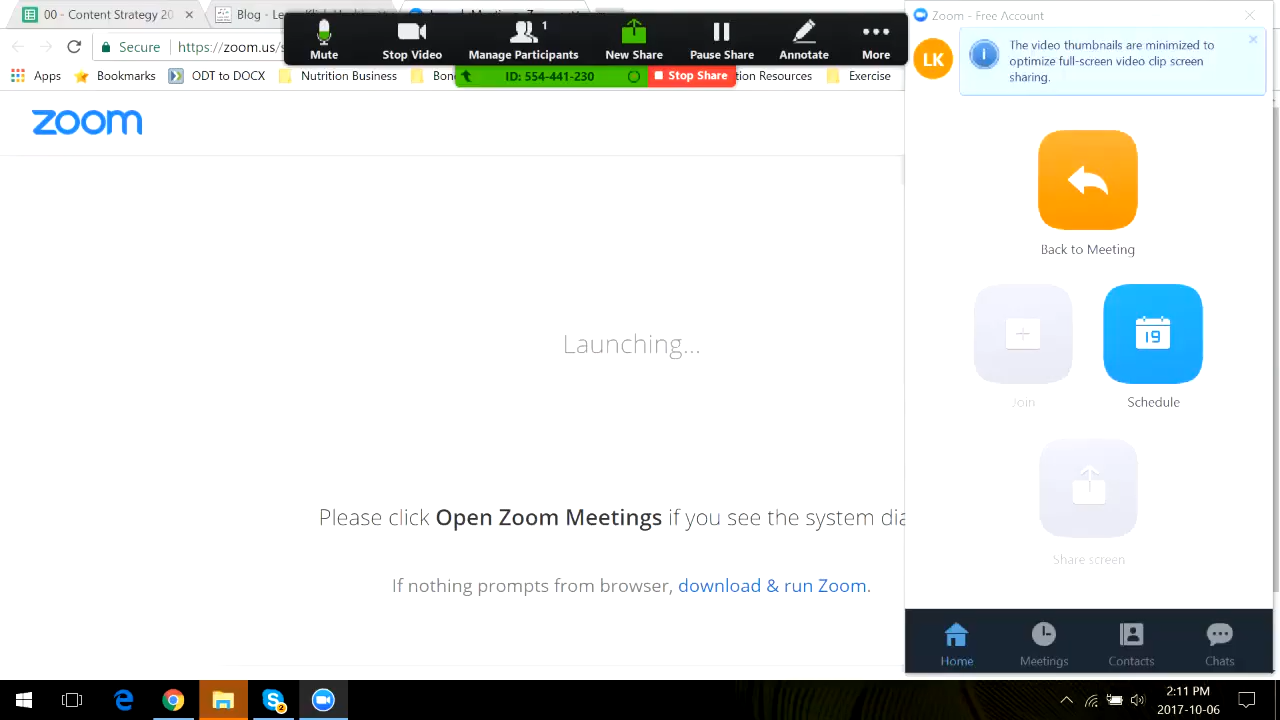 00 - Content Strategy 20
Blog - Le
Secure
https://zoom.us/s
Apps
Bookmarks
ODT to DOCX
Nutrition Business
Bon
tion Resources
Exercise
Mute
Stop Video
1
Manage Participants
New Share
Pause Share
Annotate
More
ID: 554-441-230
Stop Share
zoom
Launching...
Please click Open Zoom Meetings if you see the system dia
If nothing prompts from browser, download & run Zoom.
Zoom - Free Account
LK
The video thumbnails are minimized to
optimize full-screen video clip screen
sharing.
Back to Meeting
Join
19
Schedule
Share screen
Home
Meetings
Contacts
Chats
2
2:11 PM
2017-10-06